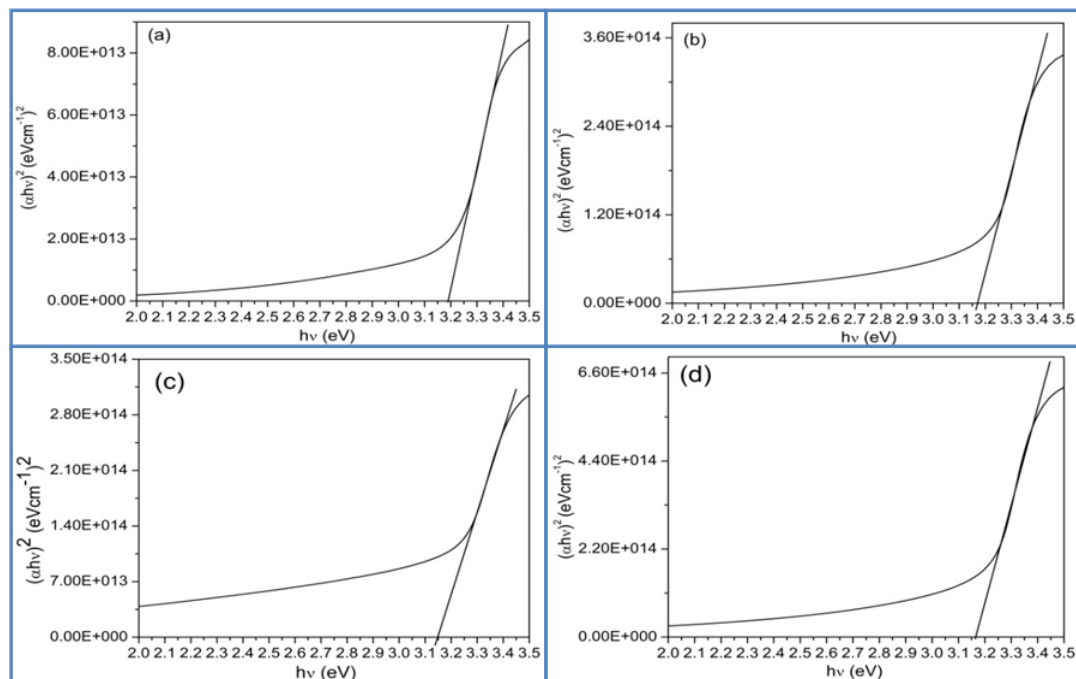 (a)
8.00E+013
6.00E+013
4.00E+013
2.00E+013
0.00E+000
(αhν)² (eVcm⁻¹)²
2.0 2.1 2.2 2.3 2.4 2.5 2.6 2.7 2.8 2.9 3.0 3.1 3.2 3.3 3.4 3.5
hν (eV)
(b)
3.60E+014
2.40E+014
1.20E+014
0.00E+000
(αhν)² (eVcm⁻¹)²
2.0 2.1 2.2 2.3 2.4 2.5 2.6 2.7 2.8 2.9 3.0 3.1 3.2 3.3 3.4 3.5
hν (eV)
(c)
3.50E+014
2.80E+014
2.10E+014
1.40E+014
7.00E+013
0.00E+000
(αhν)² (eVcm⁻¹)2
2.0 2.1 2.2 2.3 2.4 2.5 2.6 2.7 2.8 2.9 3.0 3.1 3.2 3.3 3.4 3.5
hν (eV)
(d)
6.60E+014
4.40E+014
2.20E+014
0.00E+000
(αhν)² (eVcm⁻¹)²
2.0 2.1 2.2 2.3 2.4 2.5 2.6 2.7 2.8 2.9 3.0 3.1 3.2 3.3 3.4 3.5
hν (eV)